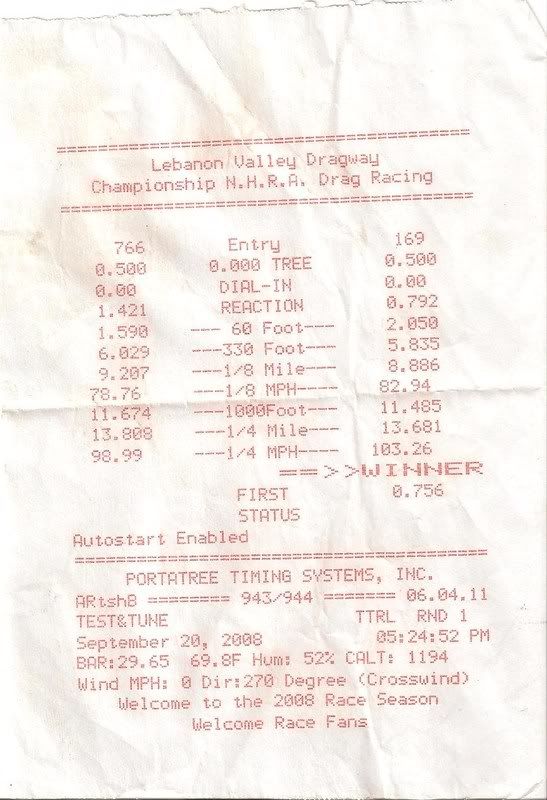 ========================================
Lebanon Valley Dragway
Championship N.H.R.A. Drag Racing
========================================
766 Entry 169
0.500 0.000 TREE 0.500
0.00 DIAL-IN 0.00
1.421 REACTION 0.792
1.590 --- 60 Foot--- 2.050
6.029 ---330 Foot--- 5.835
9.207 ---1/8 Mile--- 8.886
78.76 ---1/8 MPH---- 82.94
11.674 ---1000Foot--- 11.485
13.808 ---1/4 Mile--- 13.681
98.99 ---1/4 MPH---- 103.26
==>>WINNER
FIRST 0.756
STATUS
Autostart Enabled
========================================
PORTATREE TIMING SYSTEMS, INC.
ARtsh8 ======== 943/944 ======= 06.04.11
TEST&TUNE TTRL RND 1
September 20, 2008 05:24:52 PM
BAR:29.65 69.8F Hum: 52% CALT: 1194
Wind MPH: 0 Dir:270 Degree (Crosswind)
Welcome to the 2008 Race Season
Welcome Race Fans